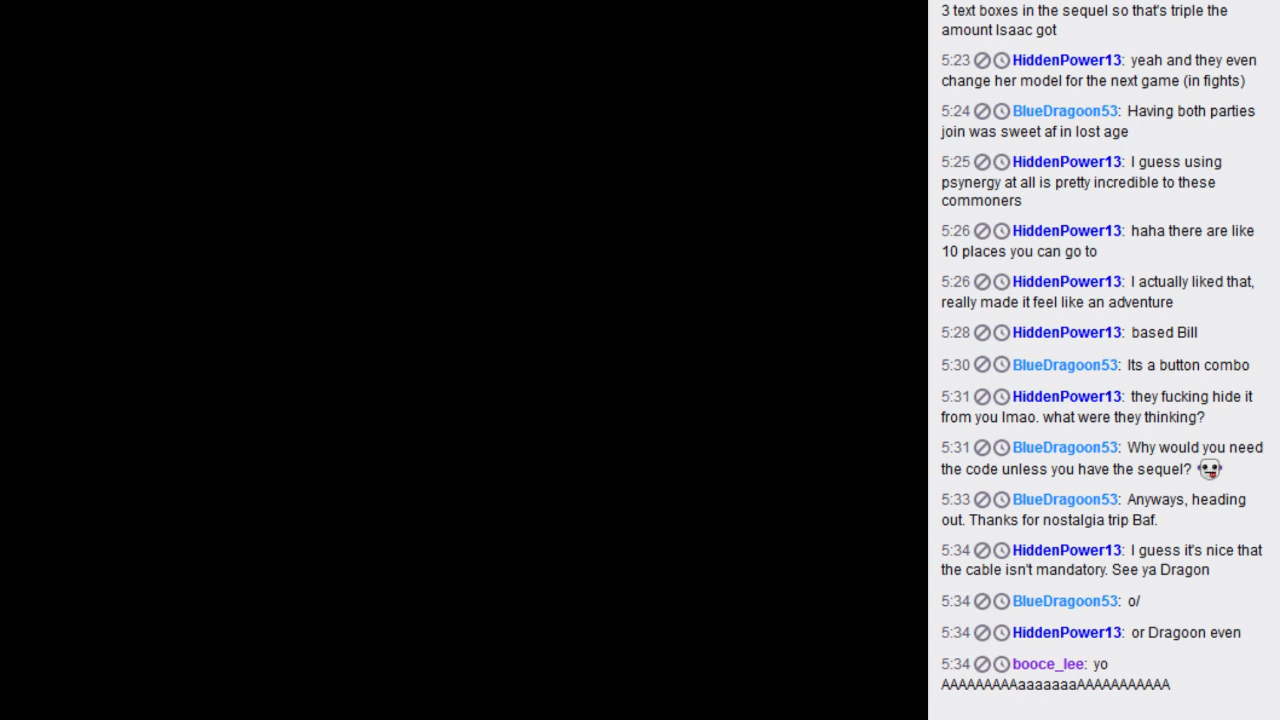 3 text boxes in the sequel so that's triple the
amount Isaac got
5:23 HiddenPower13: yeah and they even
change her model for the next game (in fights)
5:24 BlueDragoon53: Having both parties
join was sweet af in lost age
5:25 HiddenPower13: I guess using
psynergy at all is pretty incredible to these
commoners
5:26 HiddenPower13: haha there are like
10 places you can go to
5:26 HiddenPower13: I actually liked that,
really made it feel like an adventure
5:28 HiddenPower13: based Bill
5:30 BlueDragoon53: Its a button combo
5:31 HiddenPower13: they fucking hide it
from you lmao. what were they thinking?
5:31 BlueDragoon53: Why would you need
the code unless you have the sequel?
5:33 BlueDragoon53: Anyways, heading
out. Thanks for nostalgia trip Baf.
5:34 HiddenPower13: I guess it's nice that
the cable isn't mandatory. See ya Dragon
5:34 BlueDragoon53: o/
5:34 HiddenPower13: or Dragoon even
5:34 booce_lee: yo
AAAAAAAAAaaaaaaaAAAAAAAAAAA